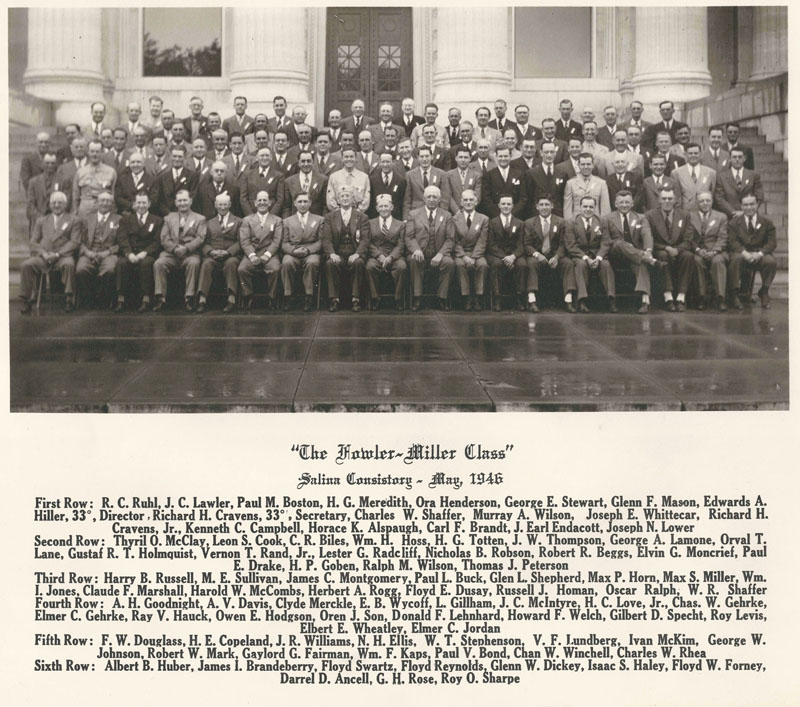 "The Fowler-Miller Class"
Salina Consistory - May, 1946
First Row: R. C. Ruhl, J. C. Lawler, Paul M. Boston, H. G. Meredith, Ora Henderson, George E. Stewart, Glenn F. Mason, Edwards A.
Hiller, 33°, Director, Richard H. Cravens, 33°, Secretary, Charles W. Shaffer, Murray A. Wilson, Joseph E. Whittecar, Richard H.
Cravens, Jr., Kenneth C. Campbell, Horace K. Alspaugh, Carl F. Brandt, J. Earl Endacott, Joseph N. Lower
Second Row: Thyril O. McClay, Leon S. Cook, C. R. Biles, Wm. H. Hoss, H. G. Totten, J. W. Thompson, George A. Lamone, Orval T.
Lane, Gustaf R. T. Holmquist, Vernon T. Rand, Jr., Lester G. Radcliff, Nicholas B. Robson, Robert R. Beggs, Elvin G. Moncrief, Paul
E. Drake, H. P. Goben, Ralph M. Wilson, Thomas J. Peterson
Third Row: Harry B. Russell, M. E. Sullivan, James C. Montgomery, Paul L. Buck, Glen L. Shepherd, Max P. Horn, Max S. Miller, Wm.
I. Jones, Claude F. Marshall, Harold W. McCombs, Herbert A. Rogg, Floyd E. Dusay, Russell J. Homan, Oscar Ralph, W. R. Shaffer
Fourth Row: A. H. Goodnight, A. V. Davis, Clyde Merckle, E. B. Wycoff, L. Gillham, J. C. McIntyre, H. C. Love, Jr., Chas. W. Gehrke,
Elmer C. Gehrke, Ray V. Hauck, Owen E. Hodgson, Oren J. Son, Donald F. Lehnhard, Howard F. Welch, Gilbert D. Specht, Roy Levis,
Elbert E. Wheatley, Elmer C. Jordan
Fifth Row: F. W. Douglass, H. E. Copeland, J. R. Williams, N. H. Ellis, W. T. Stephenson, V. F. Lundberg, Ivan McKim, George W.
Johnson, Robert W. Mark, Gaylord G. Fairman, Wm. F. Kaps, Paul V. Bond, Chan W. Winchell, Charles W. Rhea
Sixth Row: Albert B. Huber, James I. Brandeberry, Floyd Swartz, Floyd Reynolds, Glenn W. Dickey, Isaac S. Haley, Floyd W. Forney,
Darrel D. Ancell, G. H. Rose, Roy O. Sharpe